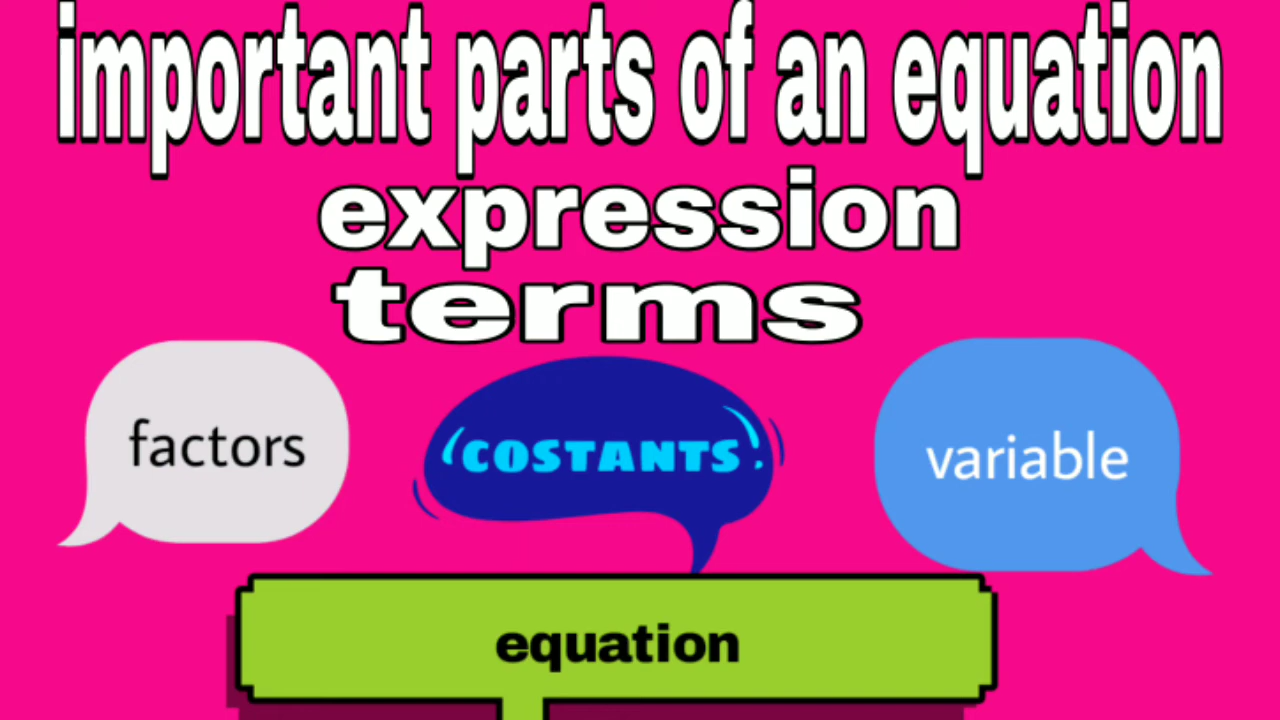 important parts of an equation
expression
terms
factors
COSTANTS
variable
equation